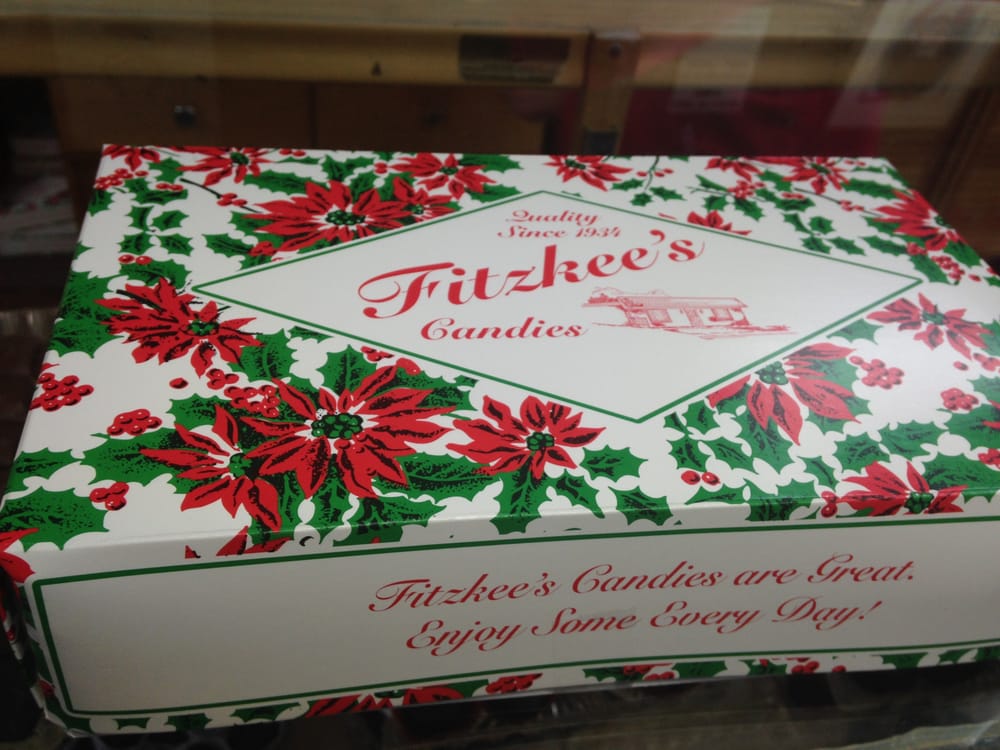 Quality
Since 1934
Fitzkee's
Candies
Fitzkee's Candies are Great.
Enjoy Some Every Day!